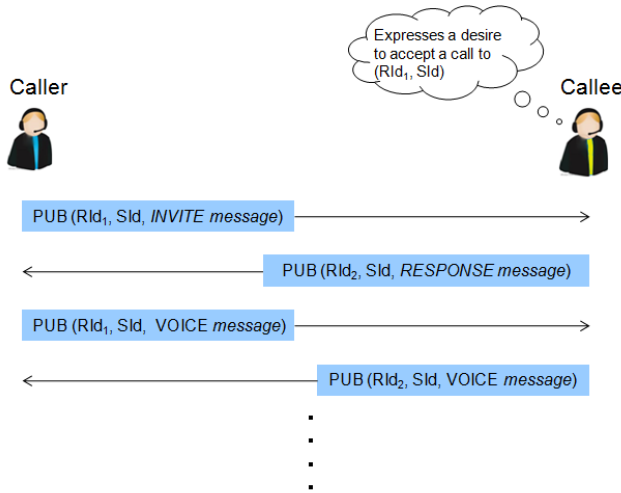 Expresses a desire
to accept a call to
(RId₁, SId)
Caller
Callee
PUB (RId₁, SId, INVITE message)
PUB (RId₂, SId, RESPONSE message)
PUB (RId₁, SId, VOICE message)
PUB (RId₂, SId, VOICE message)